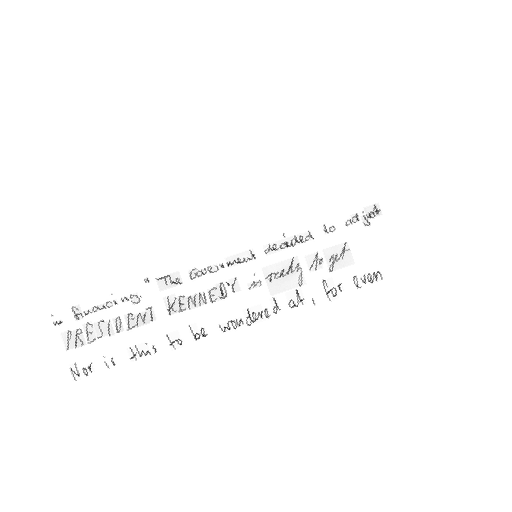 in financing " The Government decided to adjust
PRESIDENT KENNEDY is ready to get
Nor is this to be wondered at , for even